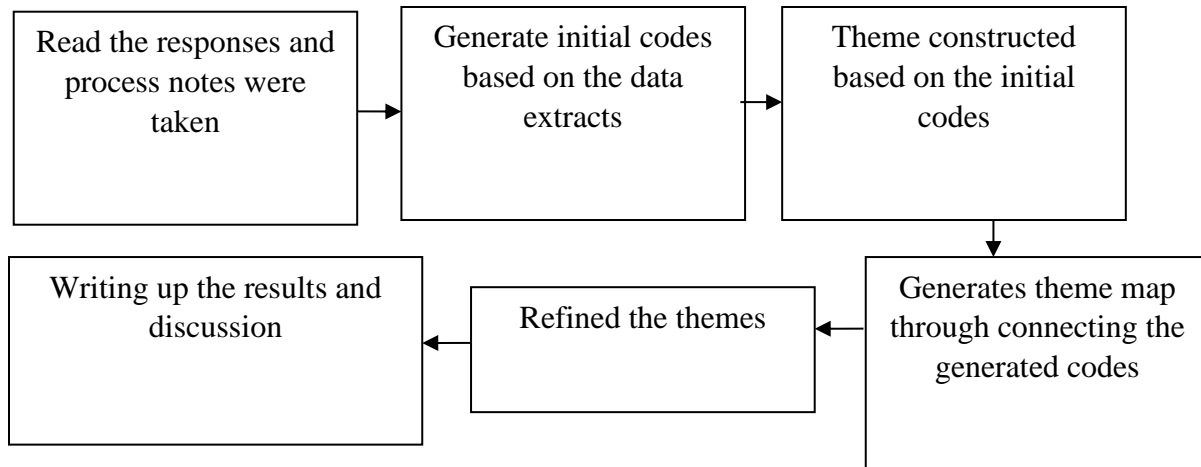 Read the responses and
process notes were
taken
Generate initial codes
based on the data
extracts
Theme constructed
based on the initial
codes
Generates theme map
through connecting the
generated codes
Refined the themes
Writing up the results and
discussion